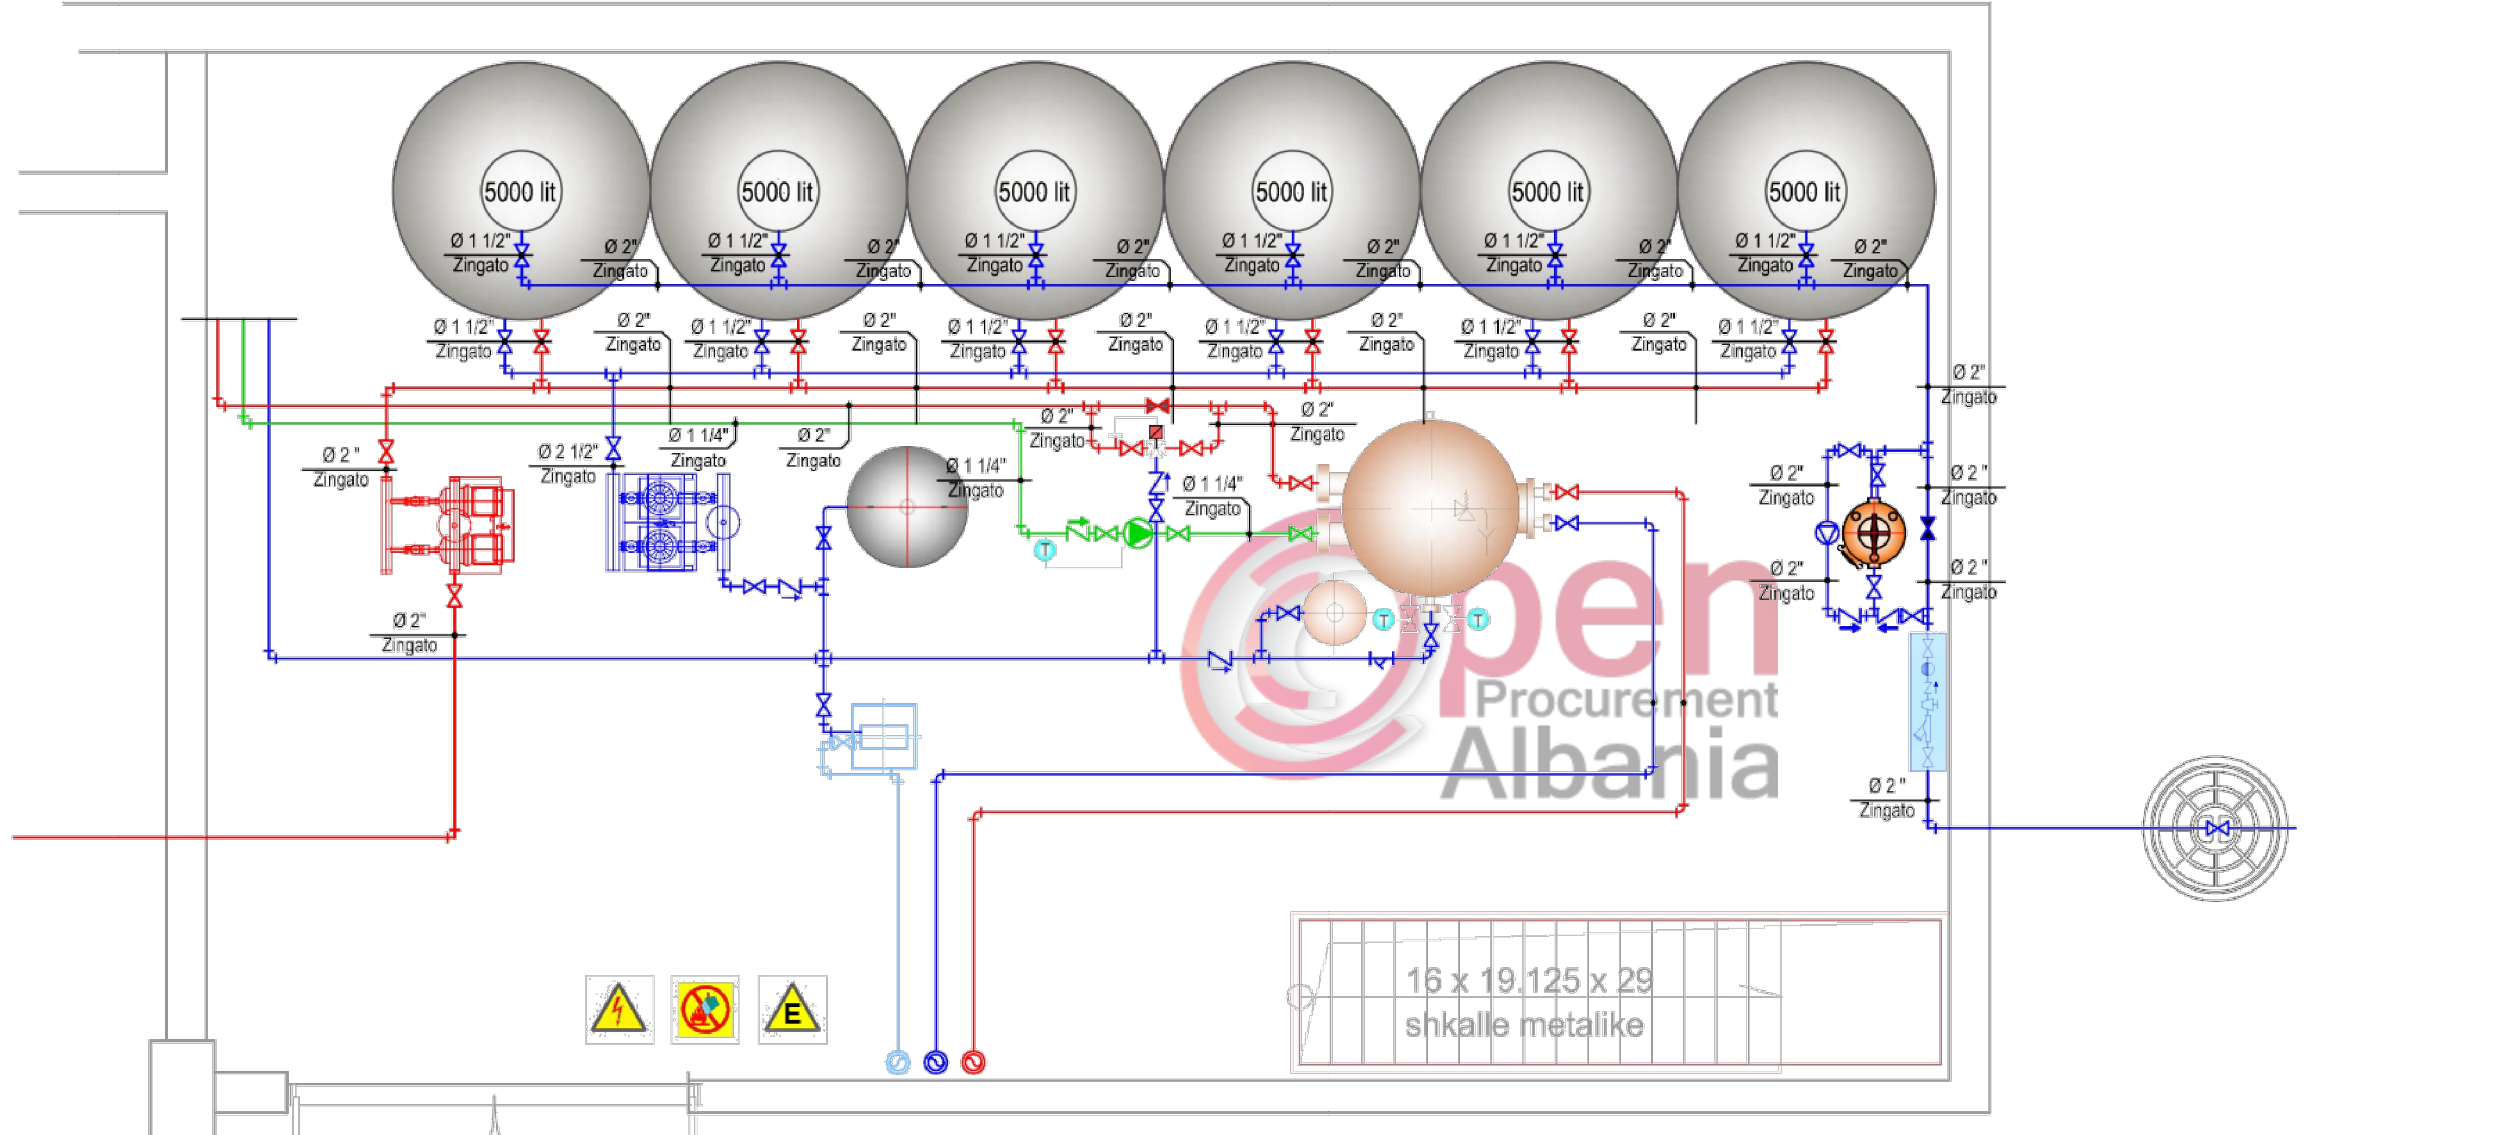 5000 lit
5000 lit
5000 lit
5000 lit
5000 lit
5000 lit
Ø 1 1/2"
Zingato
Ø 2"
Zingato
Ø 1 1/2"
Zingato
Ø 2"
Zingato
Ø 1 1/2"
Zingato
Ø 2"
Zingato
Ø 1 1/2"
Zingato
Ø 2"
Zingato
Ø 1 1/2"
Zingato
Ø 2"
Zingato
Ø 1 1/2"
Zingato
Ø 2"
Zingato
Ø 1 1/2"
Zingato
Ø 2"
Zingato
Ø 1 1/2"
Zingato
Ø 2"
Zingato
Ø 1 1/2"
Zingato
Ø 2"
Zingato
Ø 1 1/2"
Zingato
Ø 2"
Zingato
Ø 1 1/2"
Zingato
Ø 2"
Zingato
Ø 1 1/2"
Zingato
Ø 2"
Zingato
Ø 2 "
Zingato
Ø 2 1/2"
Zingato
Ø 1 1/4"
Zingato
Ø 2"
Zingato
Ø 1 1/4"
Zingato
Ø 2"
Zingato
Ø 2"
Zingato
Ø 1 1/4"
Zingato
Ø 2"
Zingato
Ø 2 "
Zingato
T
Ø 2"
Zingato
Ø 2 "
Zingato
Ø 2"
Zingato
T
T
Open
Procurement
Albania
Ø 2 "
Zingato
E
16 x 19.125 x 29
shkalle metalike